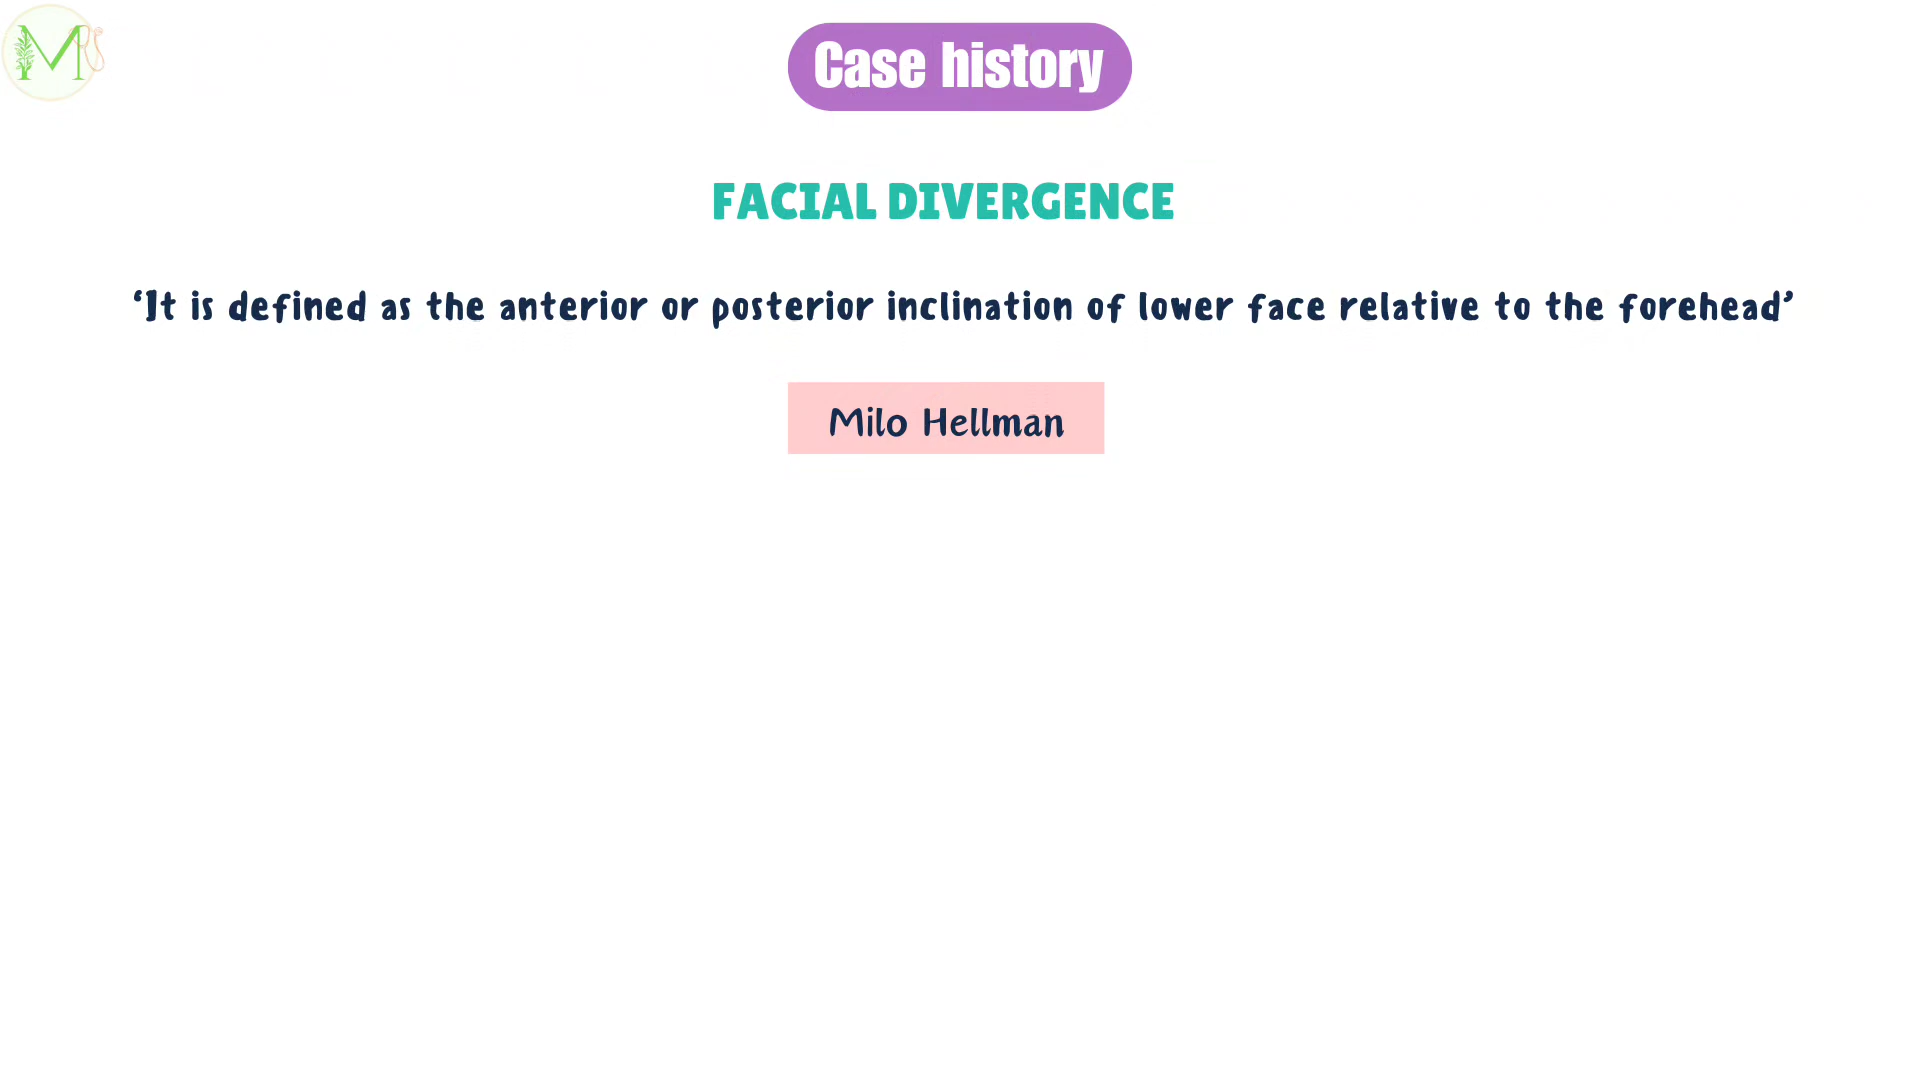 M
Case history
FACIAL DIVERGENCE
‘It is defined as the anterior or posterior inclination of lower face relative to the forehead’
Milo Hellman